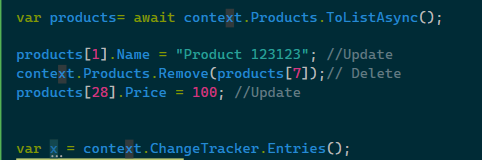 var products= await context.Products.ToListAsync();
products[1].Name = "Product 123123"; //Update
context.Products.Remove(products[7]);// Delete
products[28].Price = 100; //Update
var x = context.ChangeTracker.Entries();